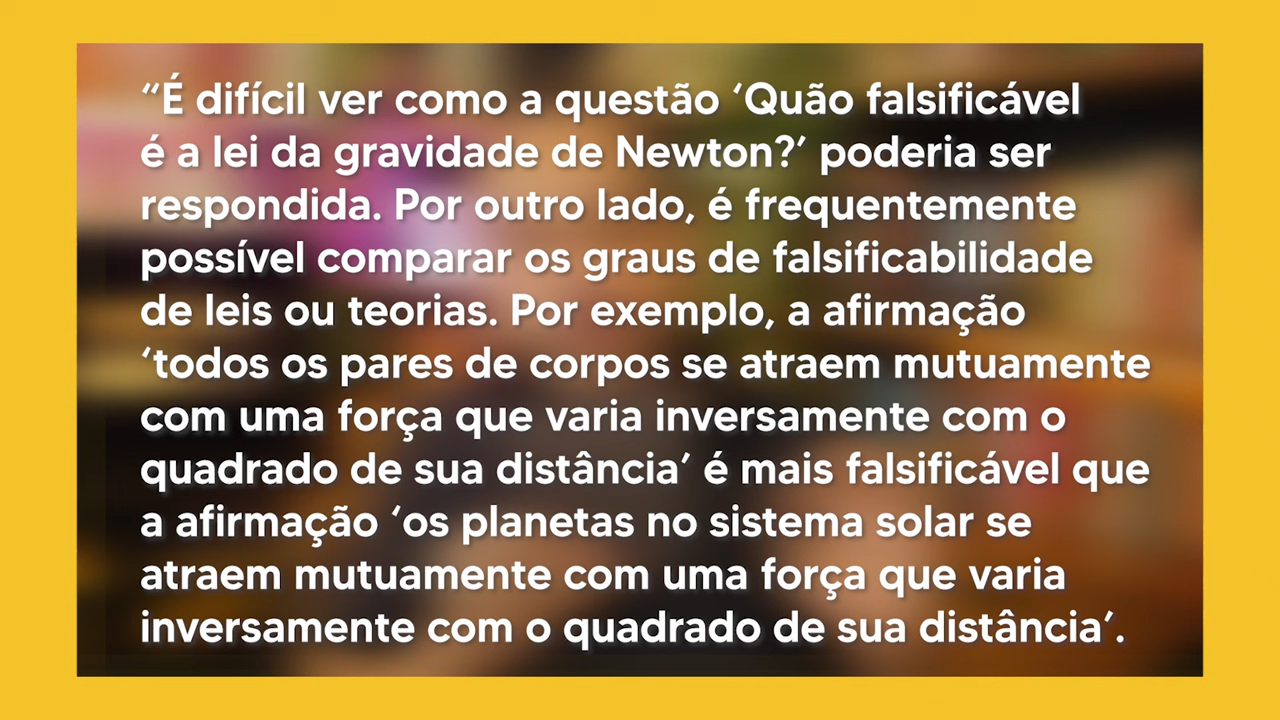 “É difícil ver como a questão ‘Quão falsificável
é a lei da gravidade de Newton?’ poderia ser
respondida. Por outro lado, é frequentemente
possível comparar os graus de falsificabilidade
de leis ou teorias. Por exemplo, a afirmação
‘todos os pares de corpos se atraem mutuamente
com uma força que varia inversamente com o
quadrado de sua distância’ é mais falsificável que
a afirmação ‘os planetas no sistema solar se
atraem mutuamente com uma força que varia
inversamente com o quadrado de sua distância’.